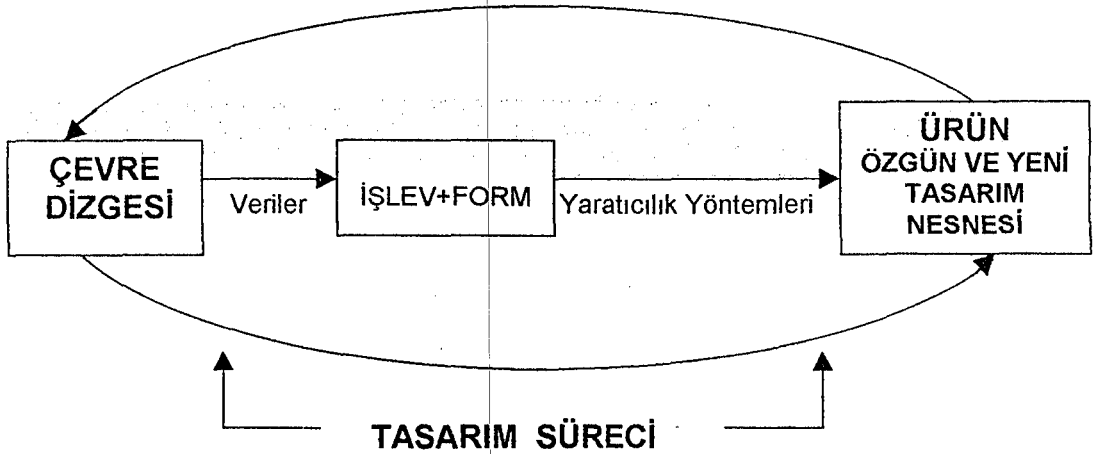 ÇEVRE
DİZGESİ
Veriler
İŞLEV+FORM
Yaratıcılık Yöntemleri
ÜRÜN
ÖZGÜN VE YENİ
TASARIM
NESNESİ
TASARIM SÜRECİ